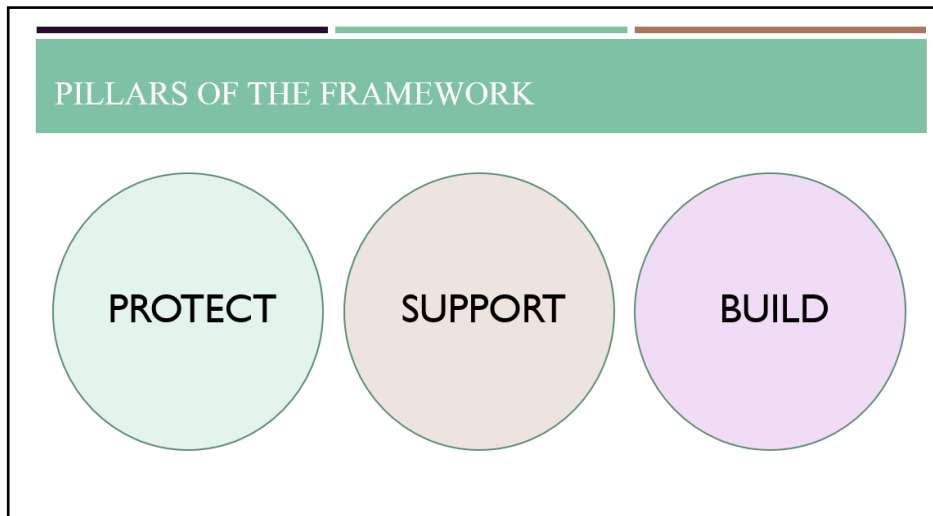 PILLARS OF THE FRAMEWORK
PROTECT
SUPPORT
BUILD